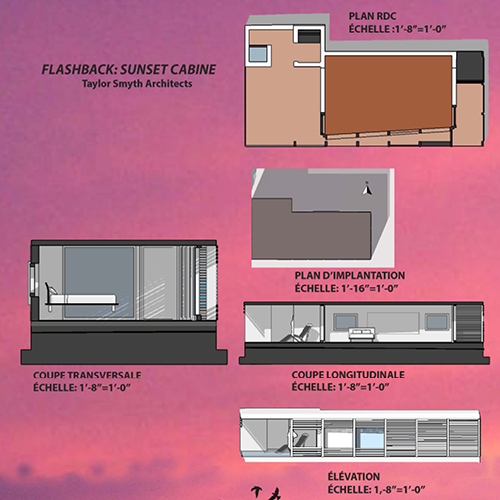 PLAN RDC
ÉCHELLE :1'-8"=1'-0"
FLASHBACK: SUNSET CABINE
Taylor Smyth Architects
PLAN D'IMPLANTATION
ÉCHELLE: 1'-16"=1'-0"
COUPE TRANSVERSALE
ÉCHELLE: 1'-8"=1'-0"
COUPE LONGITUDINALE
ÉCHELLE: 1'-8"=1'-0"
ÉLÉVATION
ÉCHELLE: 1,-8"=1'-0"